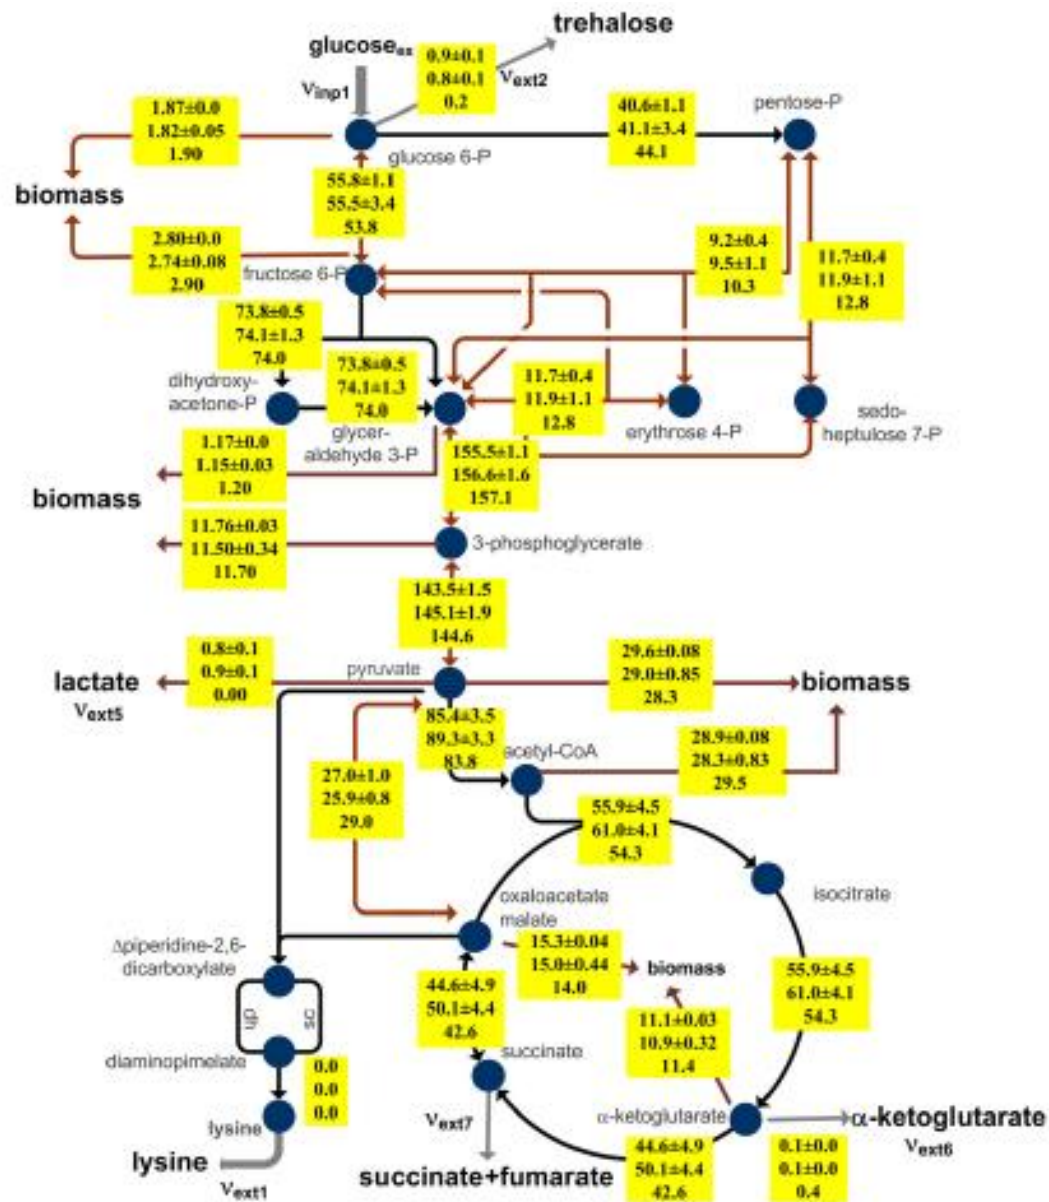 trehalose
glucoseex
0.9±0.1
0.8±0.1
0.2
νext2
νinp1
pentose-P
1.87±0.0
1.82±0.05
1.90
40.6±1.1
41.1±3.4
44.1
glucose 6-P
biomass
55.8±1.1
55.5±3.4
53.8
2.80±0.0
2.74±0.08
2.90
9.2±0.4
9.5±1.1
10.3
11.7±0.4
11.9±1.1
12.8
fructose 6-P
73.8±0.5
74.1±1.3
74.0
73.8±0.5
74.1±1.3
74.0
dihydroxy-
acetone-P
11.7±0.4
11.9±1.1
12.8
glycer-
aldehyde 3-P
erythrose 4-P
sedo-
heptulose 7-P
1.17±0.0
1.15±0.03
1.20
155.5±1.1
156.6±1.6
157.1
biomass
11.76±0.03
11.50±0.34
11.70
3-phosphoglycerate
143.5±1.5
145.1±1.9
144.6
lactate
νext5
0.8±0.1
0.9±0.1
0.00
pyruvate
29.6±0.08
29.0±0.85
28.3
biomass
85.4±3.5
89.3±3.3
83.8
acetyl-CoA
28.9±0.08
28.3±0.83
29.5
27.0±1.0
25.9±0.8
29.0
55.9±4.5
61.0±4.1
54.3
isocitrate
oxaloacetate
malate
Δpiperidine-2,6-
dicarboxylate
15.3±0.04
15.0±0.44
14.0
biomass
55.9±4.5
61.0±4.1
54.3
44.6±4.9
50.1±4.4
42.6
dh
sc
11.1±0.03
10.9±0.32
11.4
diaminopimelate
succinate
0.0
0.0
0.0
lysine
νext7
α-ketoglutarate
α-ketoglutarate
νext6
lysine
νext1
succinate+fumarate
44.6±4.9
50.1±4.4
42.6
0.1±0.0
0.1±0.0
0.4